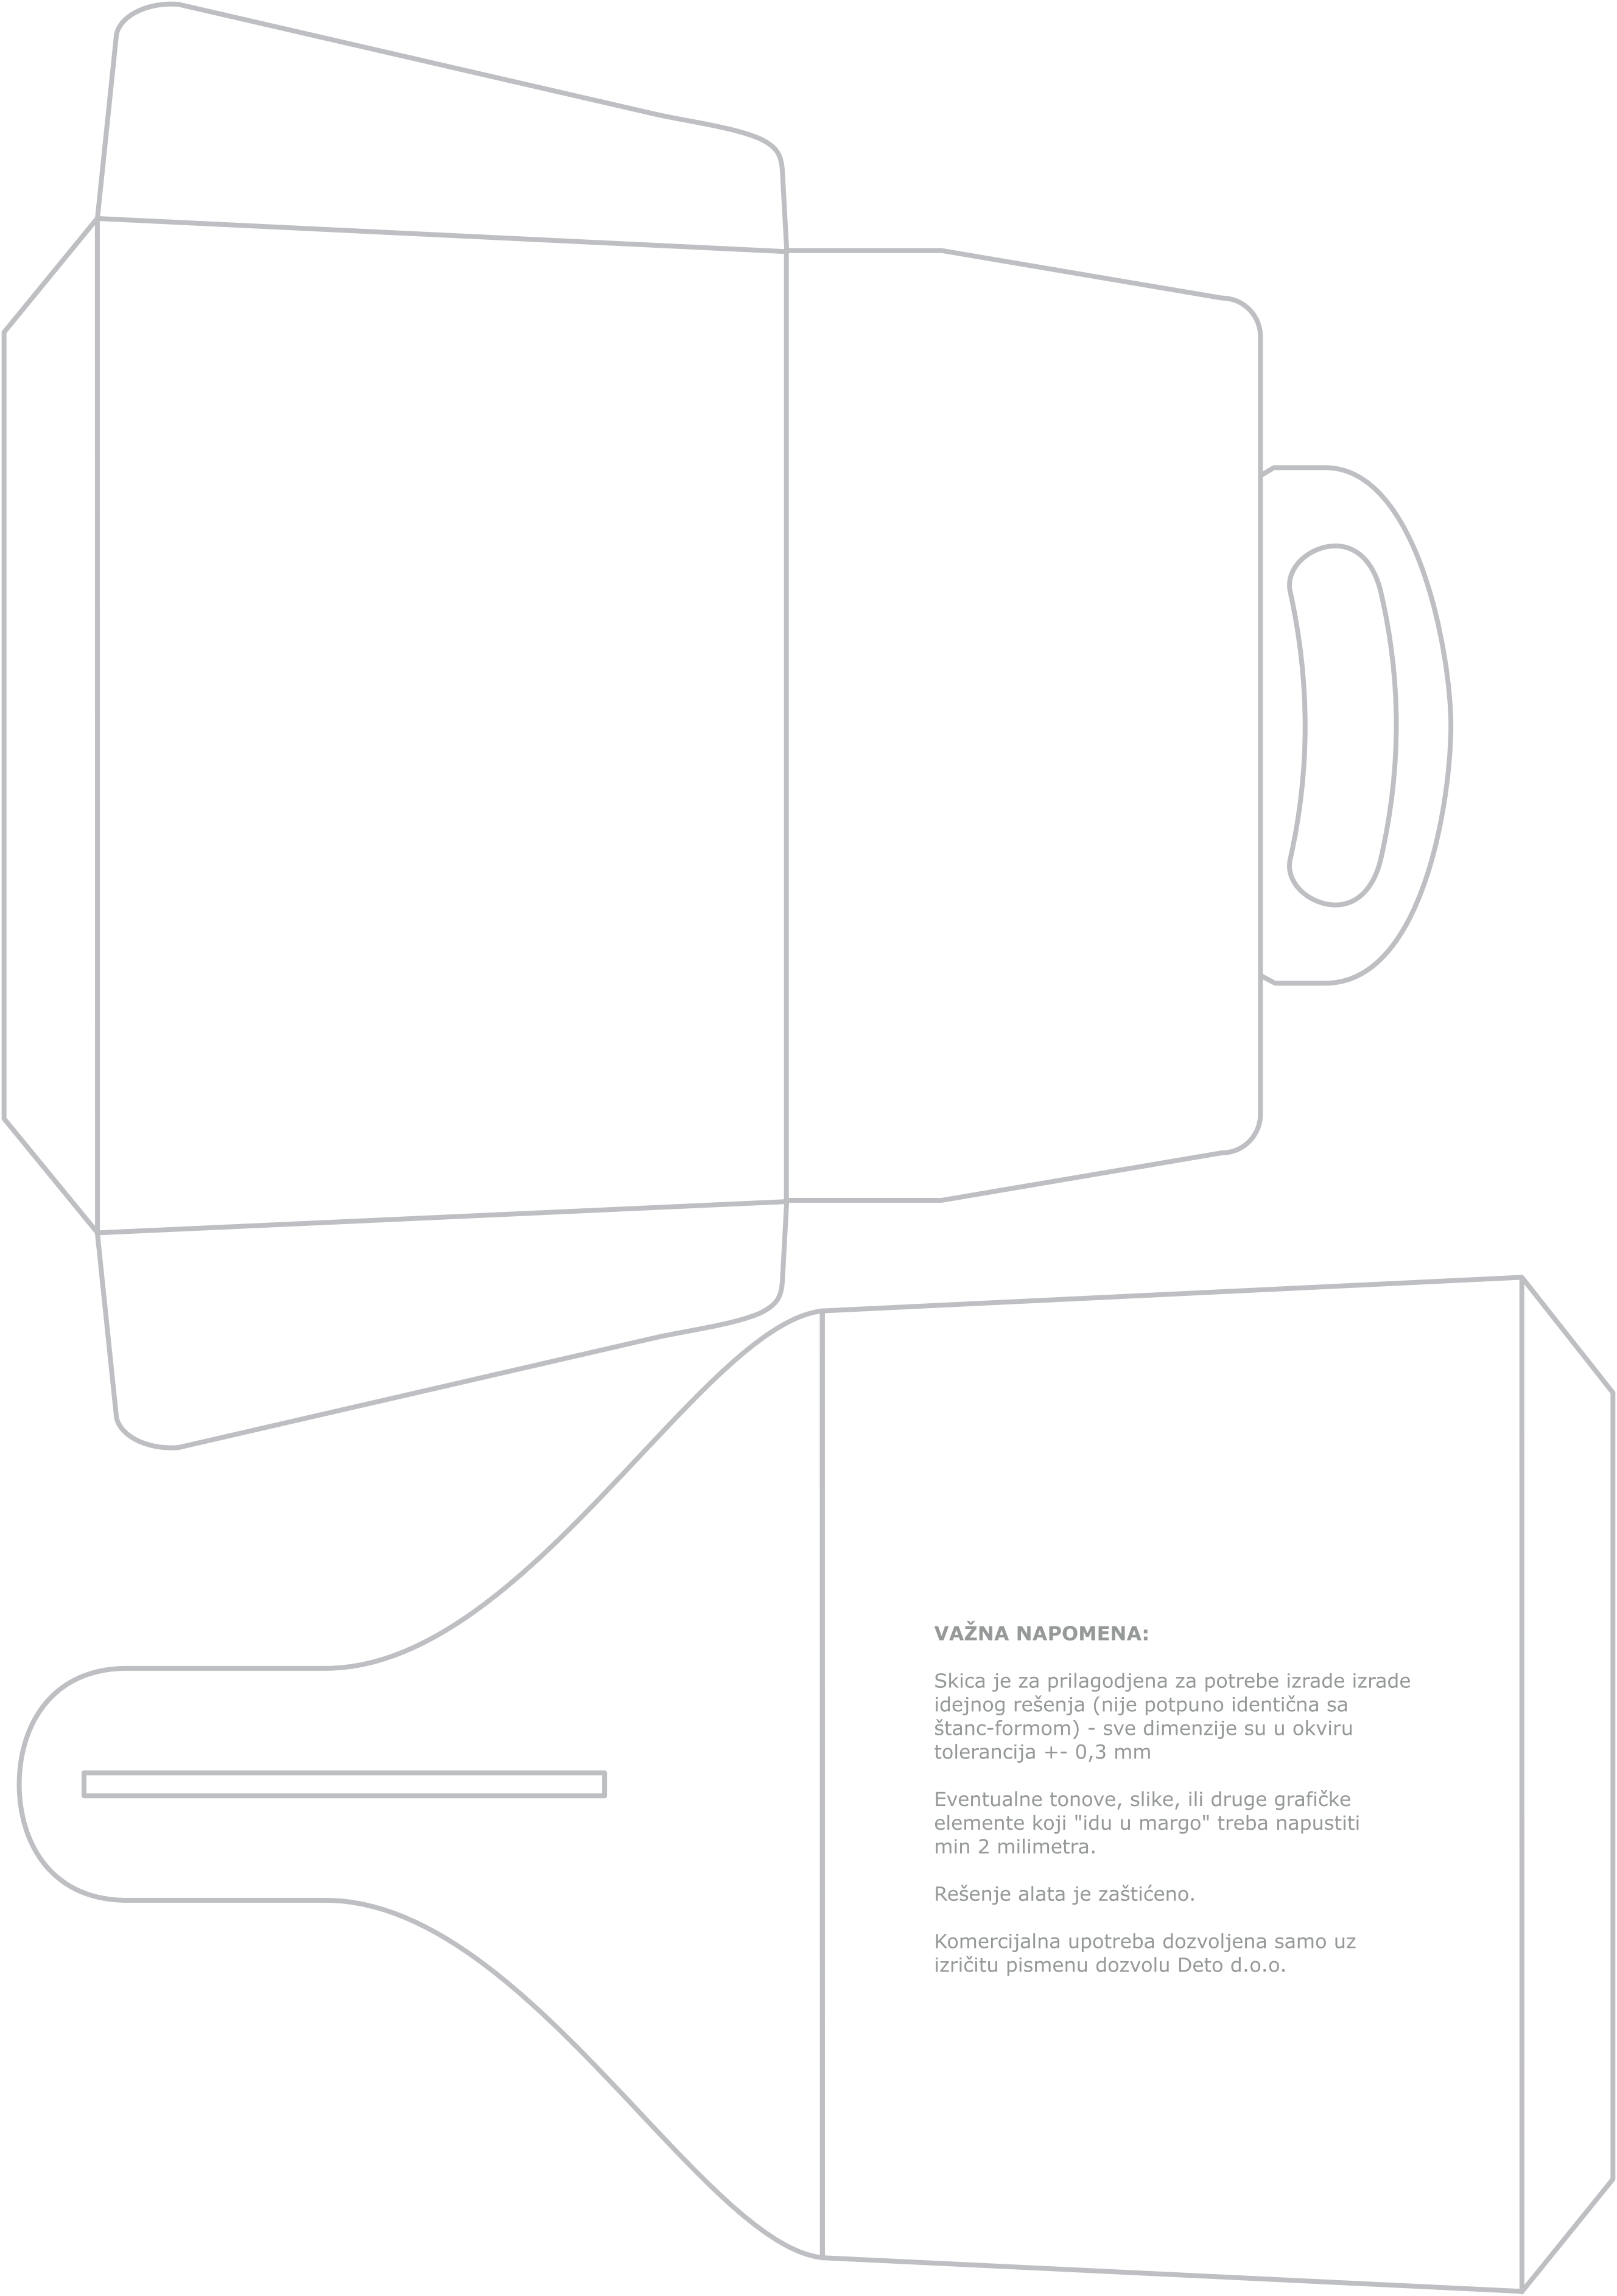 VAŽNA NAPOMENA:
Skica je za prilagodjena za potrebe izrade izrade
idejnog rešenja (nije potpuno identična sa
štanc-formom) - sve dimenzije su u okviru
tolerancija +- 0,3 mm
Eventualne tonove, slike, ili druge grafičke
elemente koji "idu u margo" treba napustiti
min 2 milimetra.
Rešenje alata je zaštićeno.
Komercijalna upotreba dozvoljena samo uz
izričitu pismenu dozvolu Deto d.o.o.